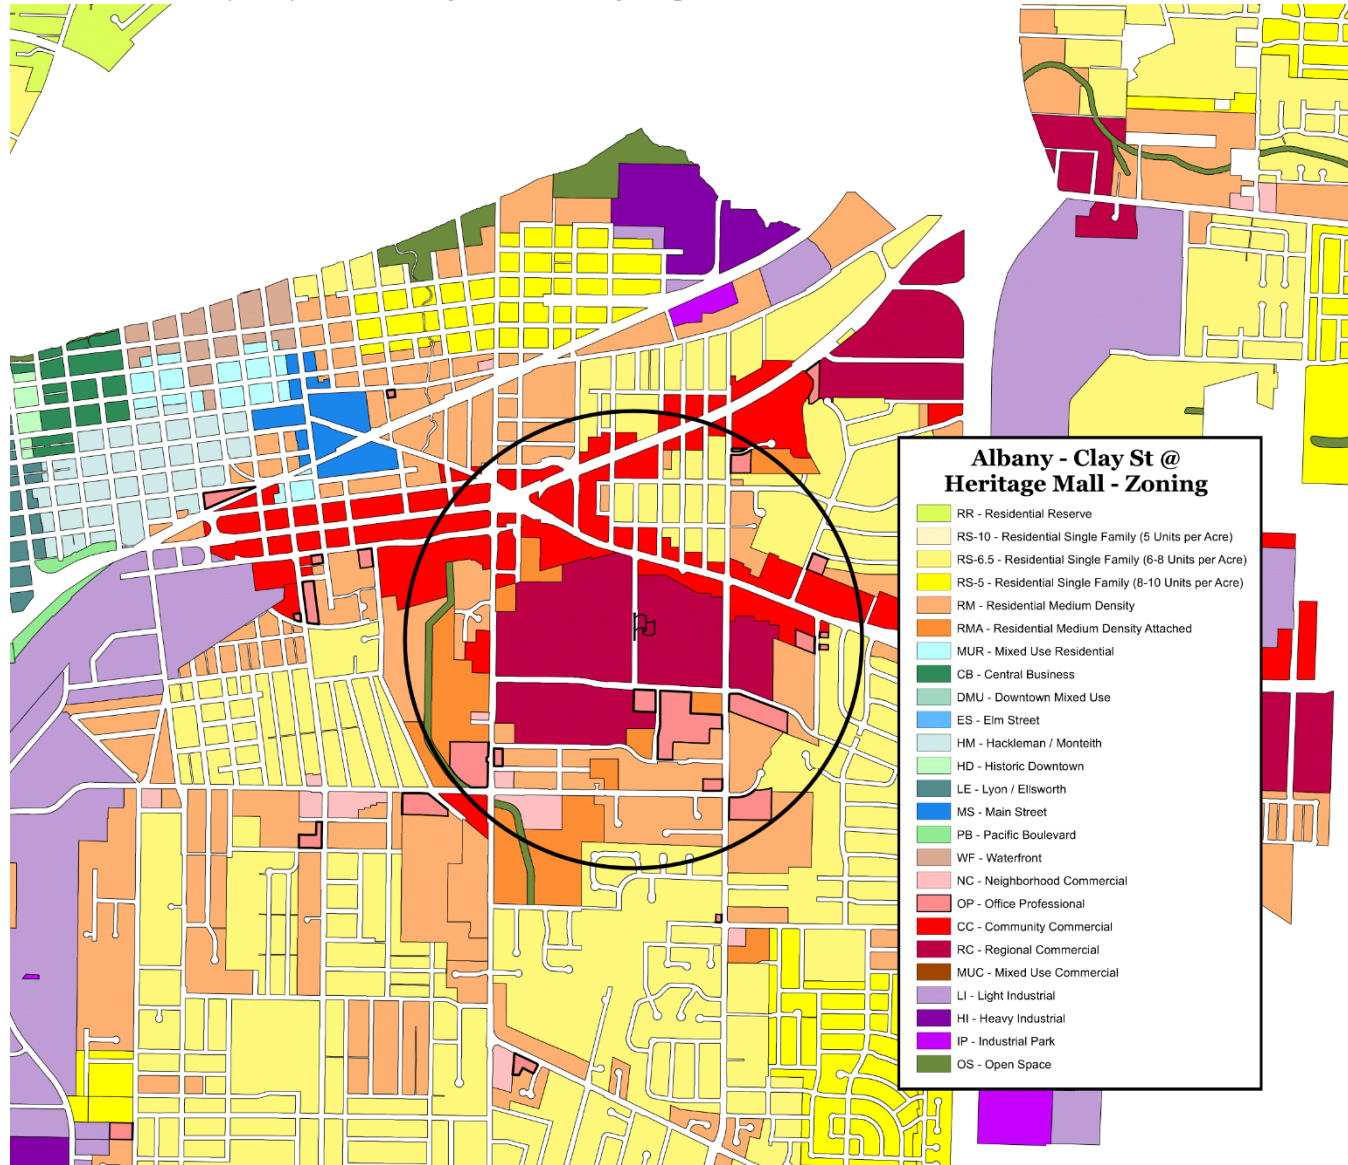 Albany - Clay St @
Heritage Mall - Zoning
RR - Residential Reserve
RS-10 - Residential Single Family (5 Units per Acre)
RS-6.5 - Residential Single Family (6-8 Units per Acre)
RS-5 - Residential Single Family (8-10 Units per Acre)
RM - Residential Medium Density
RMA - Residential Medium Density Attached
MUR - Mixed Use Residential
CB - Central Business
DMU - Downtown Mixed Use
ES - Elm Street
HM - Hackleman / Monteith
HD - Historic Downtown
LE - Lyon / Ellsworth
MS - Main Street
PB - Pacific Boulevard
WF - Waterfront
NC - Neighborhood Commercial
OP - Office Professional
CC - Community Commercial
RC - Regional Commercial
MUC - Mixed Use Commercial
LI - Light Industrial
HI - Heavy Industrial
IP - Industrial Park
OS - Open Space